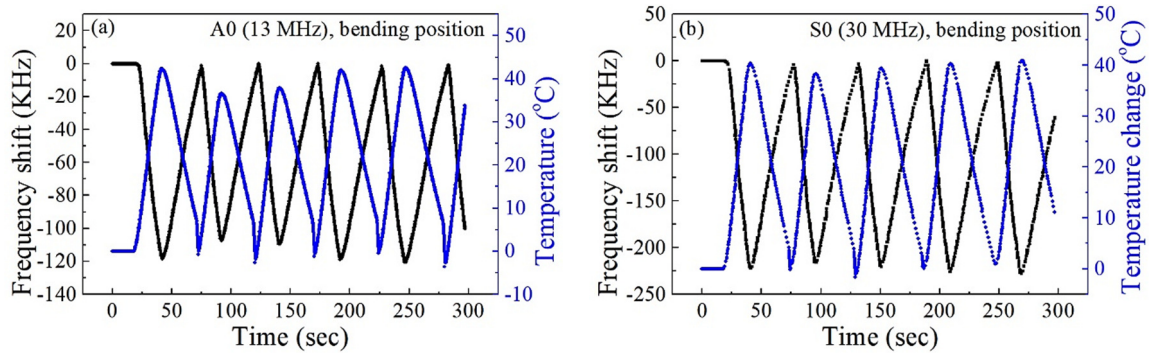 (a) A0 (13 MHz), bending position
20
0
-20
-40
-60
-80
-100
-120
-140
Frequency shift (KHz)
50
40
30
20
10
0
-10
Temperature (°C)
0 50 100 150 200 250 300
Time (sec)
(b) S0 (30 MHz), bending position
50
0
-50
-100
-150
-200
-250
Frequency shift (KHz)
50
40
30
20
10
0
Temperature change (°C)
0 50 100 150 200 250 300
Time (sec)